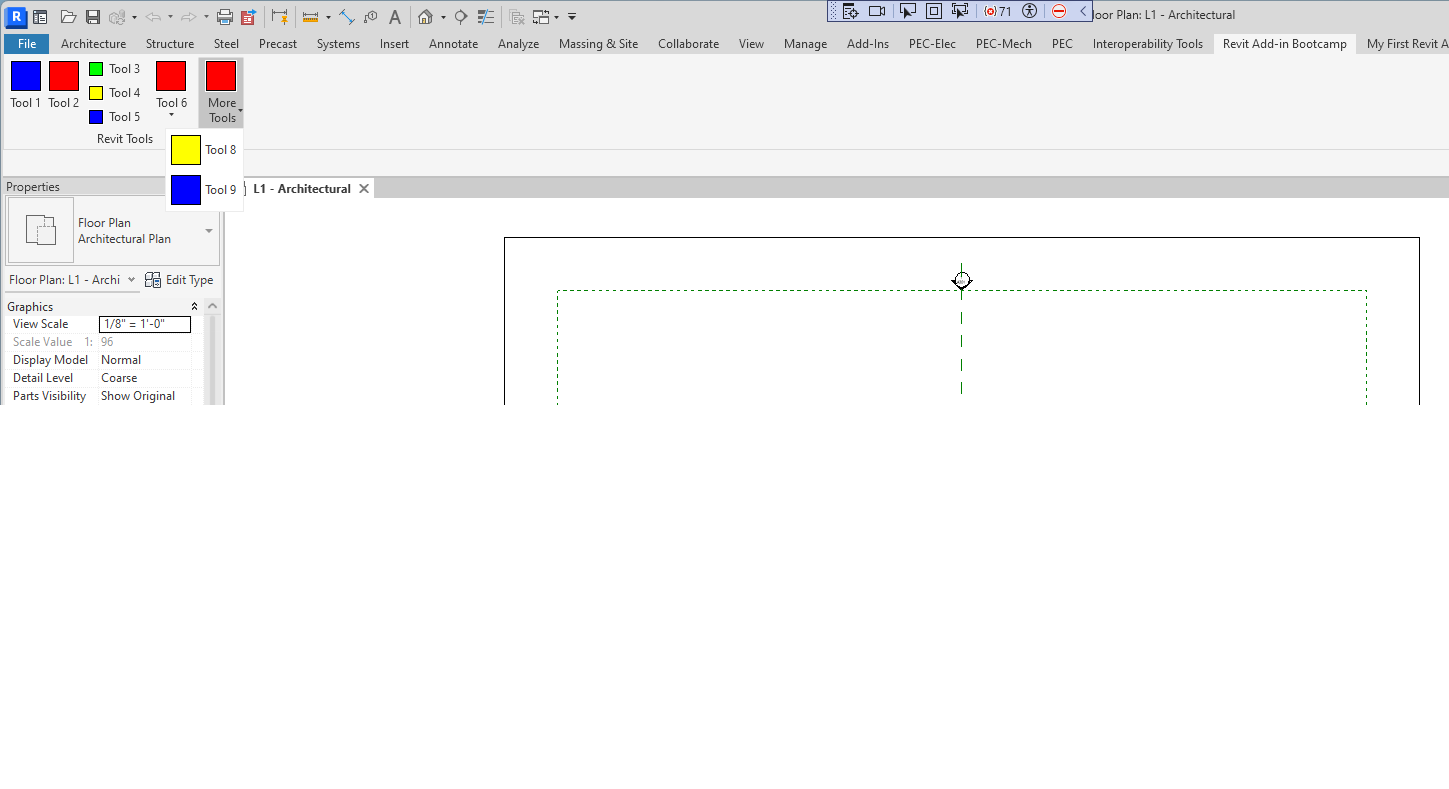 R
A
71
loor Plan: L1 - Architectural
File Architecture Structure Steel Precast Systems Insert Annotate Analyze Massing & Site Collaborate View Manage Add-Ins PEC-Elec PEC-Mech PEC Interoperability Tools Revit Add-in Bootcamp My First Revit A
Tool 1 Tool 2
Tool 3
Tool 4
Tool 5
Tool 6
More
Tools
Revit Tools
Tool 8
Tool 9
Properties
L1 - Architectural
Floor Plan
Architectural Plan
Floor Plan: L1 - Archi
Edit Type
Graphics
View Scale 1/8" = 1'-0"
Scale Value 1: 96
Display Model Normal
Detail Level Coarse
Parts Visibility Show Original